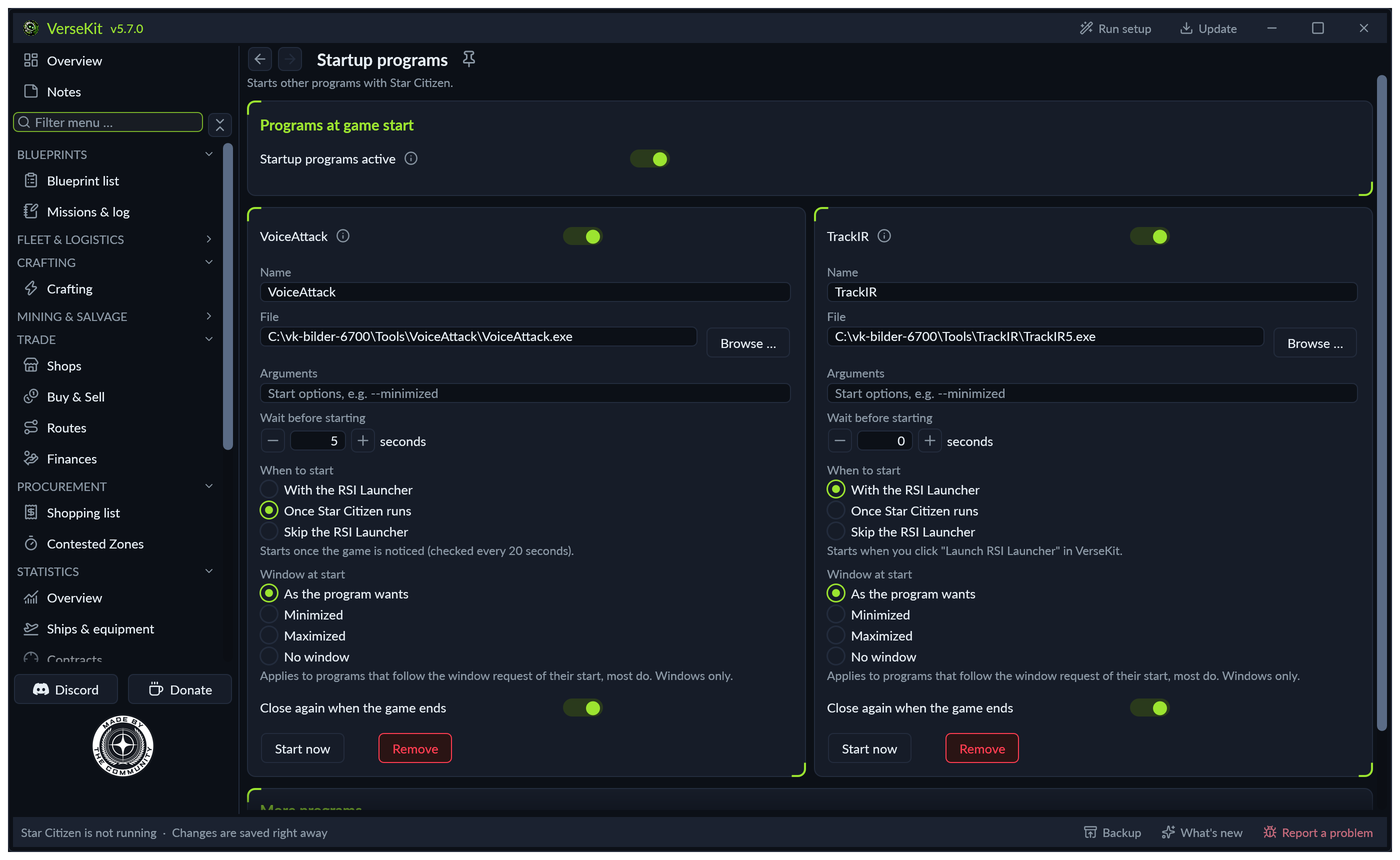 VerseKit v5.7.0
Run setup
Update
Overview
Notes
Filter menu ...
BLUEPRINTS
Blueprint list
Missions & log
FLEET & LOGISTICS
CRAFTING
Crafting
MINING & SALVAGE
TRADE
Shops
Buy & Sell
Routes
Finances
PROCUREMENT
Shopping list
Contested Zones
STATISTICS
Overview
Ships & equipment
Contracts
Discord
Donate
MADE BY
THE COMMUNITY
Startup programs
Starts other programs with Star Citizen.
Programs at game start
Startup programs active
VoiceAttack
Name
VoiceAttack
File
C:\vk-bilder-6700\Tools\VoiceAttack\VoiceAttack.exe
Browse ...
Arguments
Start options, e.g. --minimized
Wait before starting
5 seconds
When to start
With the RSI Launcher
Once Star Citizen runs
Skip the RSI Launcher
Starts once the game is noticed (checked every 20 seconds).
Window at start
As the program wants
Minimized
Maximized
No window
Applies to programs that follow the window request of their start, most do. Windows only.
Close again when the game ends
Start now
Remove
TrackIR
Name
TrackIR
File
C:\vk-bilder-6700\Tools\TrackIR\TrackIR5.exe
Browse ...
Arguments
Start options, e.g. --minimized
Wait before starting
0 seconds
When to start
With the RSI Launcher
Once Star Citizen runs
Skip the RSI Launcher
Starts when you click "Launch RSI Launcher" in VerseKit.
Window at start
As the program wants
Minimized
Maximized
No window
Applies to programs that follow the window request of their start, most do. Windows only.
Close again when the game ends
Start now
Remove
More programs
Star Citizen is not running · Changes are saved right away
Backup
What's new
Report a problem